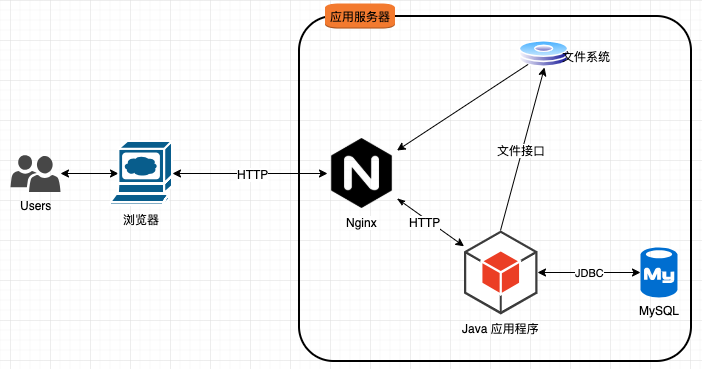 应用服务器
文件系统
文件接口
HTTP
N
HTTP
Users
浏览器
Nginx
My
JDBC
MySQL
Java 应用程序